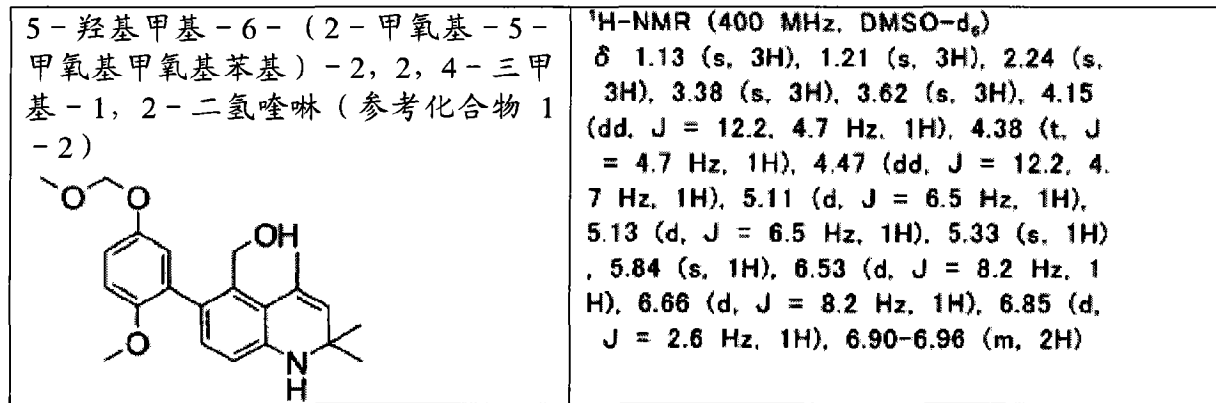 5-羟基甲基-6-(2-甲氧基-5-
甲氧基甲氧基苯基)-2, 2, 4-三甲
基-1, 2-二氢喹啉(参考化合物 1
-2)
O
O
OH
O
N
H
¹H-NMR (400 MHz, DMSO-d₆)
δ 1.13 (s, 3H), 1.21 (s, 3H), 2.24 (s,
3H), 3.38 (s, 3H), 3.62 (s, 3H), 4.15
(dd, J = 12.2, 4.7 Hz, 1H), 4.38 (t, J
= 4.7 Hz, 1H), 4.47 (dd, J = 12.2, 4.
7 Hz, 1H), 5.11 (d, J = 6.5 Hz, 1H),
5.13 (d, J = 6.5 Hz, 1H), 5.33 (s, 1H)
, 5.84 (s, 1H), 6.53 (d, J = 8.2 Hz, 1
H), 6.66 (d, J = 8.2 Hz, 1H), 6.85 (d,
J = 2.6 Hz, 1H), 6.90-6.96 (m, 2H)